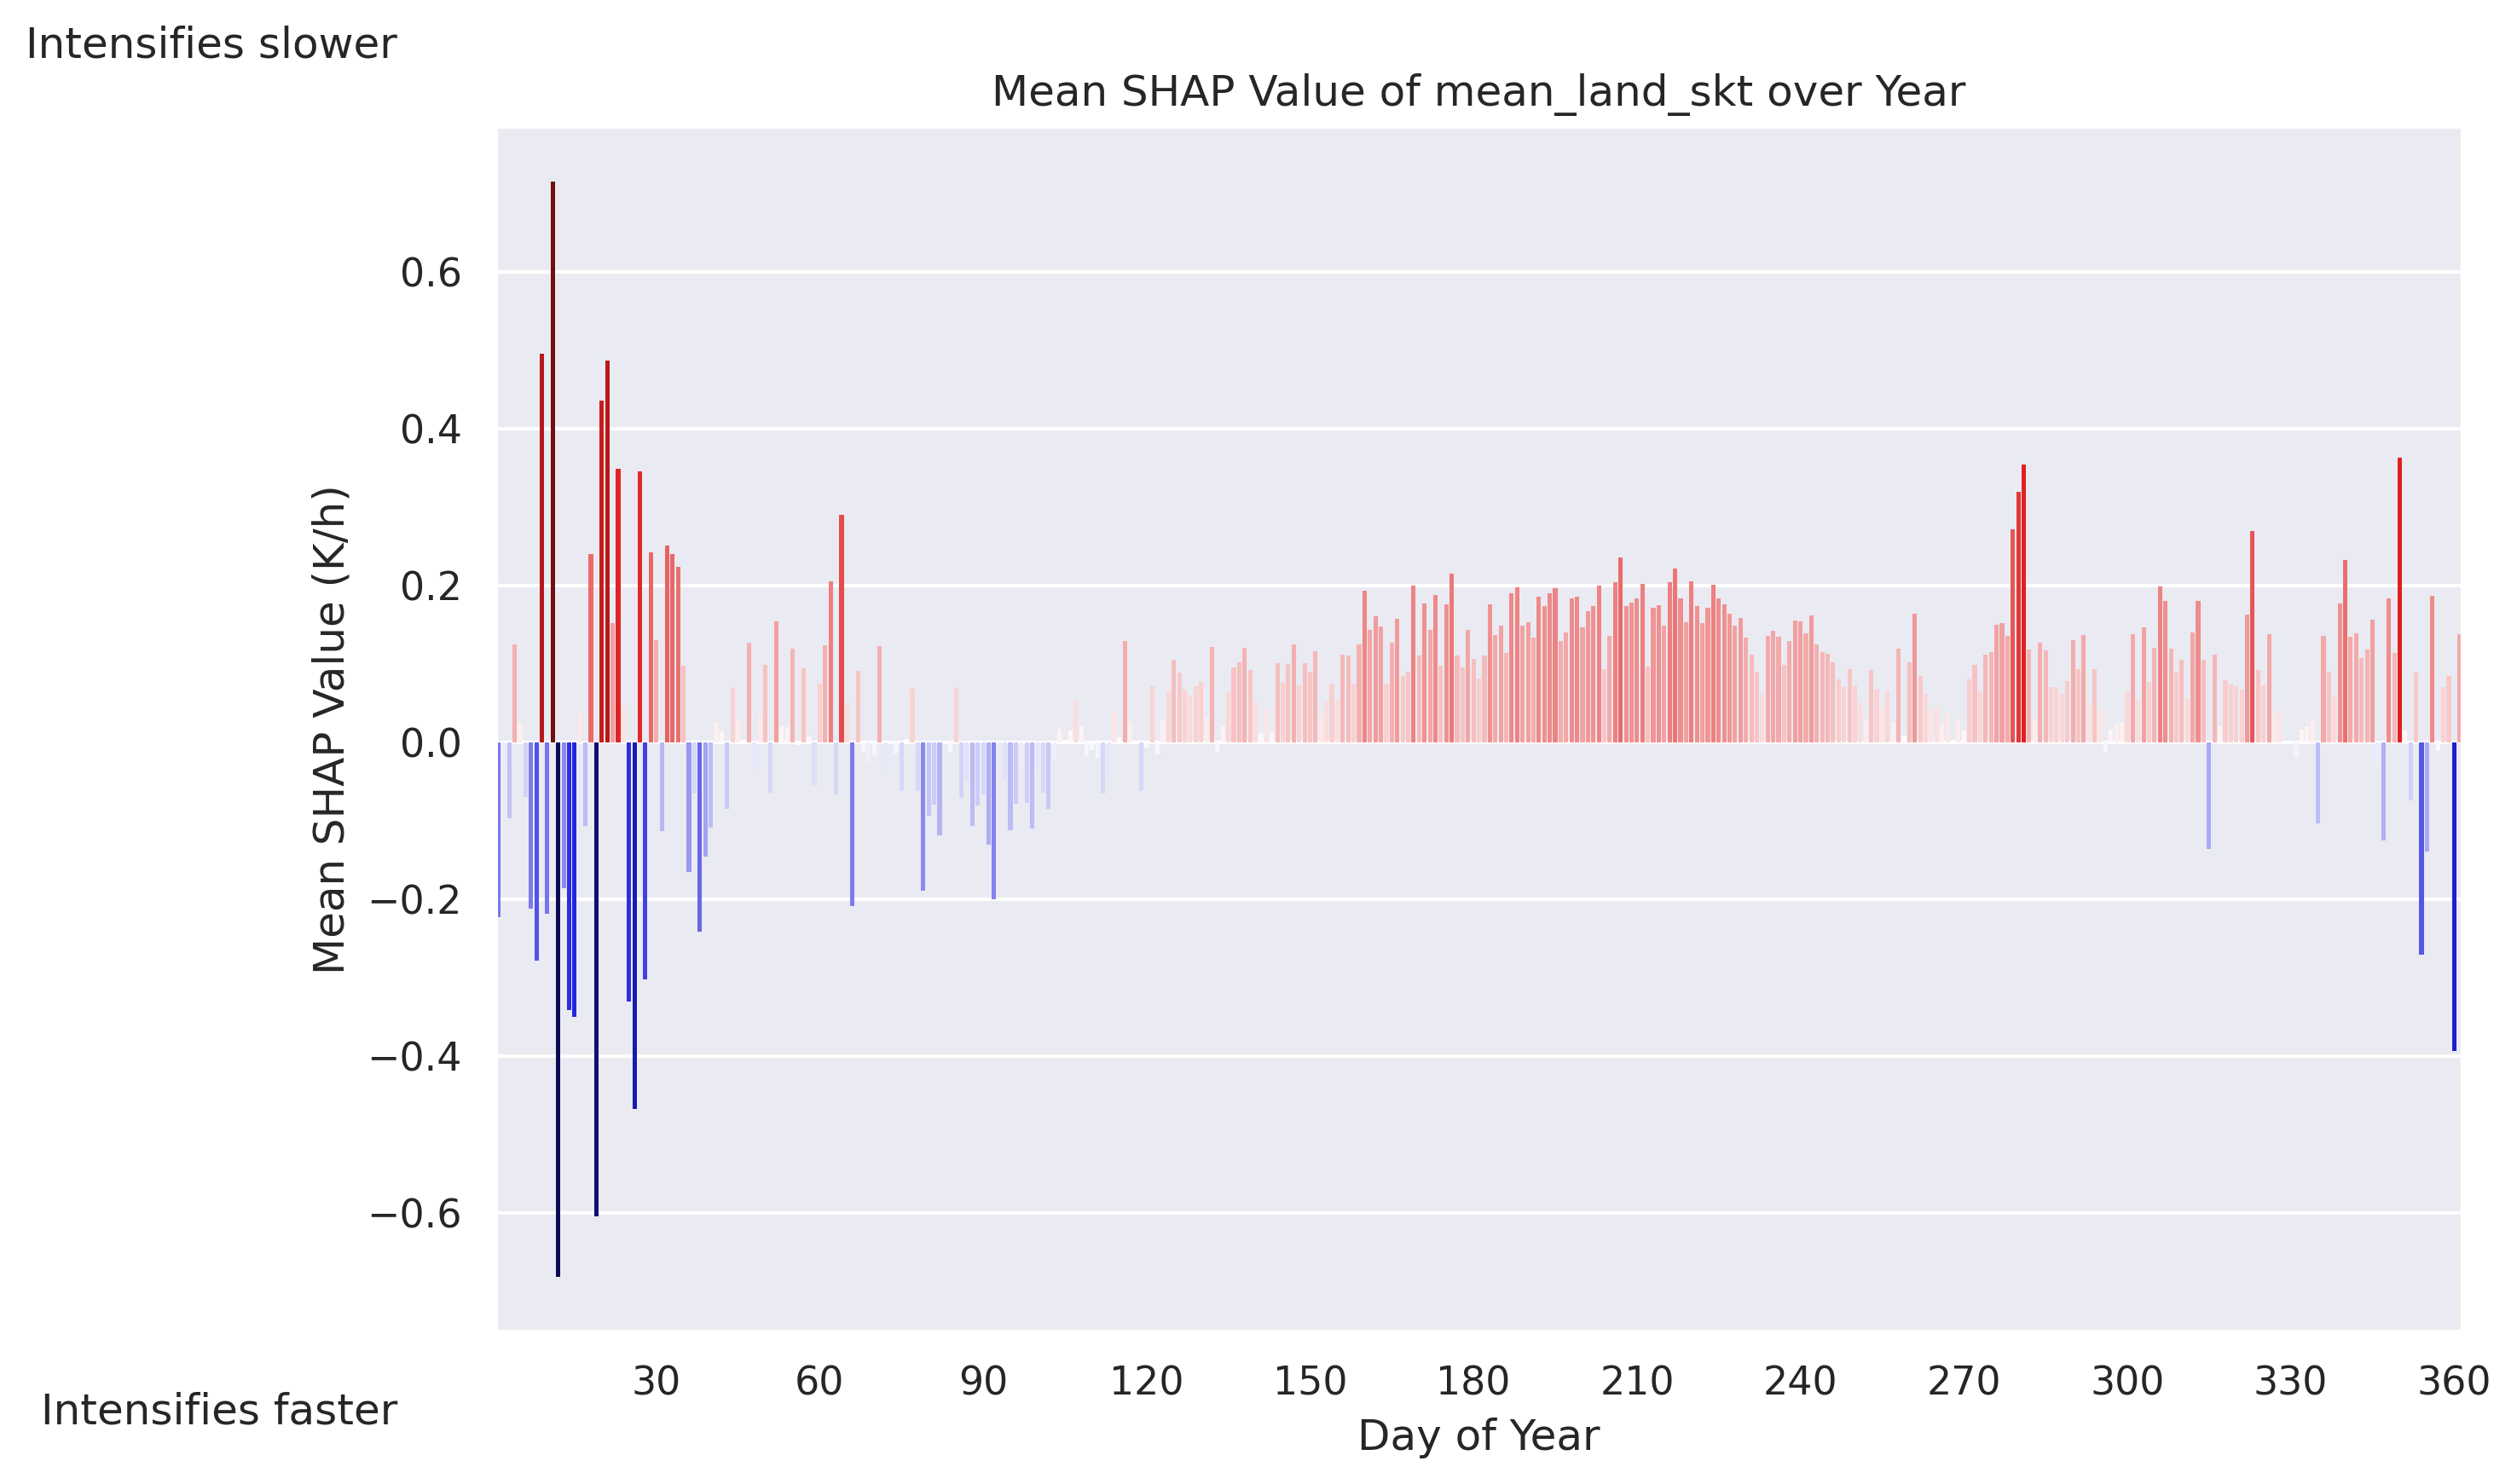 Intensifies slower
Mean SHAP Value of mean_land_skt over Year
Mean SHAP Value (K/h)
0.6
0.4
0.2
0.0
−0.2
−0.4
−0.6
30 60 90 120 150 180 210 240 270 300 330 360
Intensifies faster
Day of Year